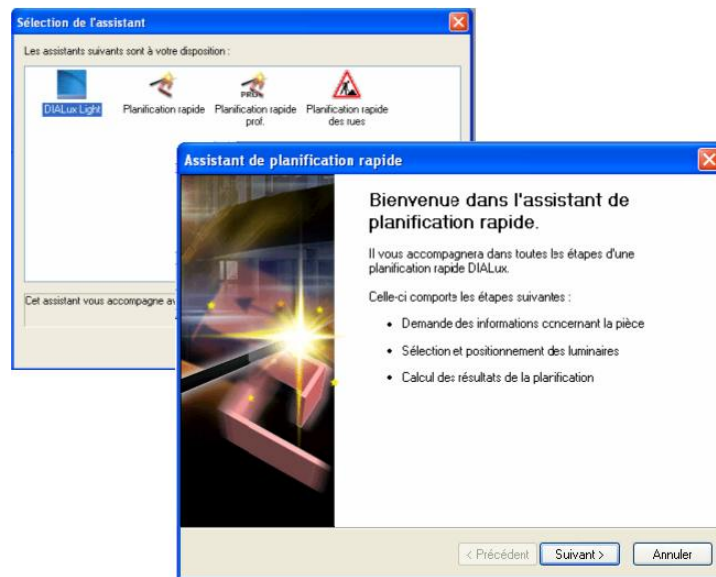 Sélection de l'assistant
Les assistants suivants sont à votre disposition :
DIALux Light
Planification rapide
Planification rapide
prof.
Planification rapide
des rues
Cet assistant vous accompagne
Assistant de planification rapide
Bienvenue dans l'assistant de
planification rapide.
Il vous accompagnera dans toutes les étapes d'une
planification rapide DIALux.
Celle-ci comporte les étapes suivantes :
• Demande des informations concernant la pièce
• Sélection et positionnement des luminaires
• Calcul des résultats de la planification
< Précédent
Suivant >
Annuler